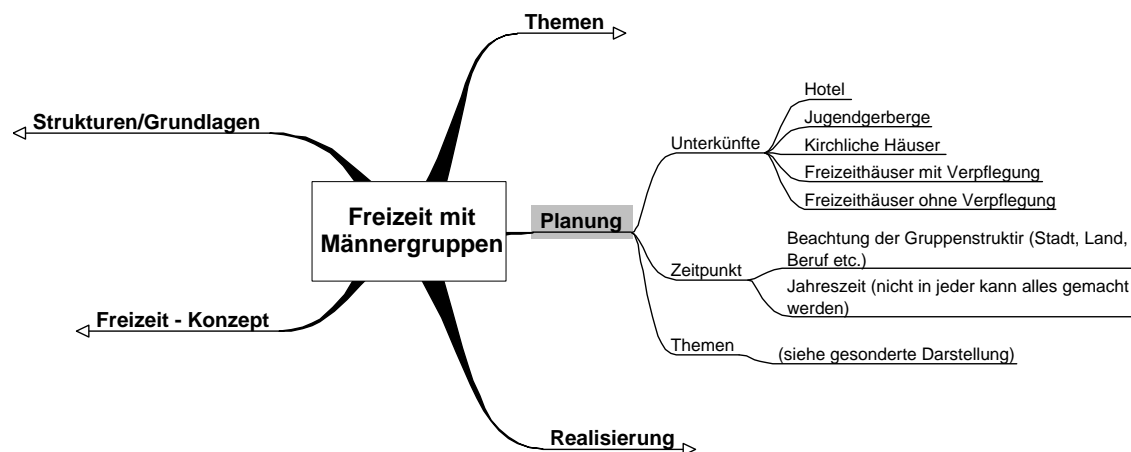 Themen
Strukturen/Grundlagen
Freizeit mit
Männergruppen
Freizeit - Konzept
Realisierung
Planung
Unterkünfte
Hotel
Jugendgerberge
Kirchliche Häuser
Freizeithäuser mit Verpflegung
Freizeithäuser ohne Verpflegung
Zeitpunkt
Beachtung der Gruppenstruktir (Stadt, Land,
Beruf etc.)
Jahreszeit (nicht in jeder kann alles gemacht
werden)
Themen
(siehe gesonderte Darstellung)